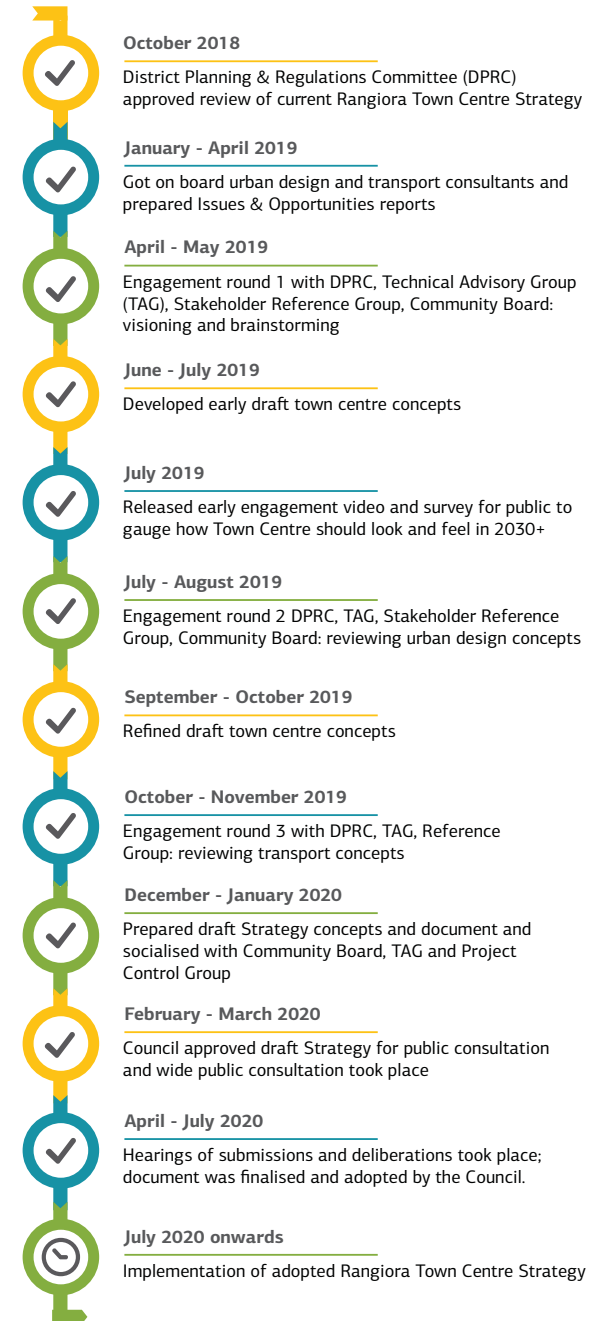 October 2018
District Planning & Regulations Committee (DPRC)
approved review of current Rangiora Town Centre Strategy
January - April 2019
Got on board urban design and transport consultants and
prepared Issues & Opportunities reports
April - May 2019
Engagement round 1 with DPRC, Technical Advisory Group
(TAG), Stakeholder Reference Group, Community Board:
visioning and brainstorming
June - July 2019
Developed early draft town centre concepts
July 2019
Released early engagement video and survey for public to
gauge how Town Centre should look and feel in 2030+
July - August 2019
Engagement round 2 DPRC, TAG, Stakeholder Reference
Group, Community Board: reviewing urban design concepts
September - October 2019
Refined draft town centre concepts
October - November 2019
Engagement round 3 with DPRC, TAG, Reference
Group: reviewing transport concepts
December - January 2020
Prepared draft Strategy concepts and document and
socialised with Community Board, TAG and Project
Control Group
February - March 2020
Council approved draft Strategy for public consultation
and wide public consultation took place
April - July 2020
Hearings of submissions and deliberations took place;
document was finalised and adopted by the Council.
July 2020 onwards
Implementation of adopted Rangiora Town Centre Strategy